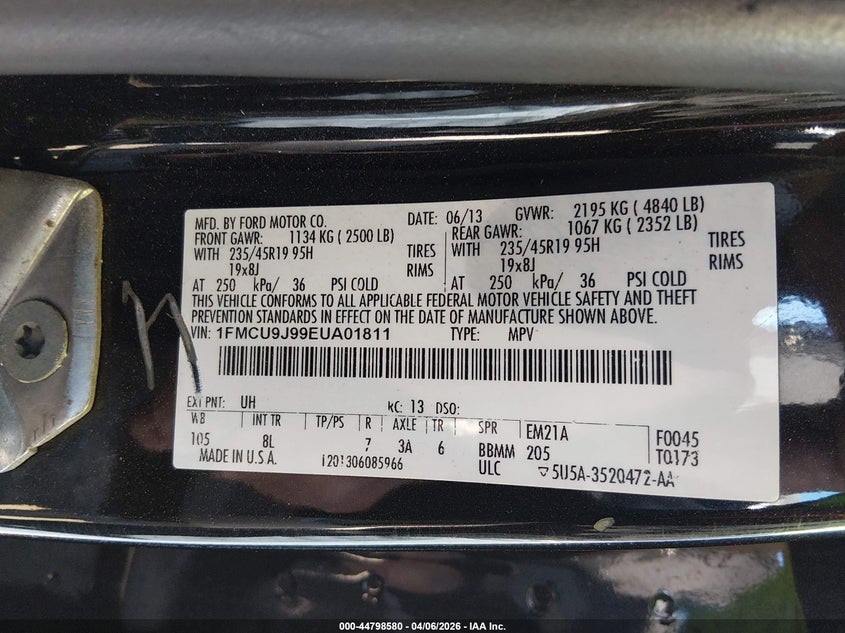 MFD. BY FORD MOTOR CO. DATE: 06/13 GVWR: 2195 KG ( 4840 LB)
FRONT GAWR: 1134 KG ( 2500 LB) REAR GAWR: 1067 KG ( 2352 LB)
WITH 235/45R19 95H TIRES WITH 235/45R19 95H TIRES
19x8J RIMS 19x8J RIMS
AT 250 kPa/ 36 PSI COLD AT 250 kPa/ 36 PSI COLD
THIS VEHICLE CONFORMS TO ALL APPLICABLE FEDERAL MOTOR VEHICLE SAFETY AND THEFT
PREVENTION STANDARDS IN EFFECT ON THE DATE OF MANUFACTURE SHOWN ABOVE.
VIN: 1FMCU9J99EUA01811 TYPE: MPV
EXT PNT: UH RC: 13 DSO:
WB INT TR TP/PS R AXLE TR SPR EM21A F0045
105 8L 7 3A 6 BBMM 205 T0173
MADE IN U.S.A. 201306085966 ULC 5U5A-3520472-AA
000-44798580 - 04/06/2026 - IAA Inc.